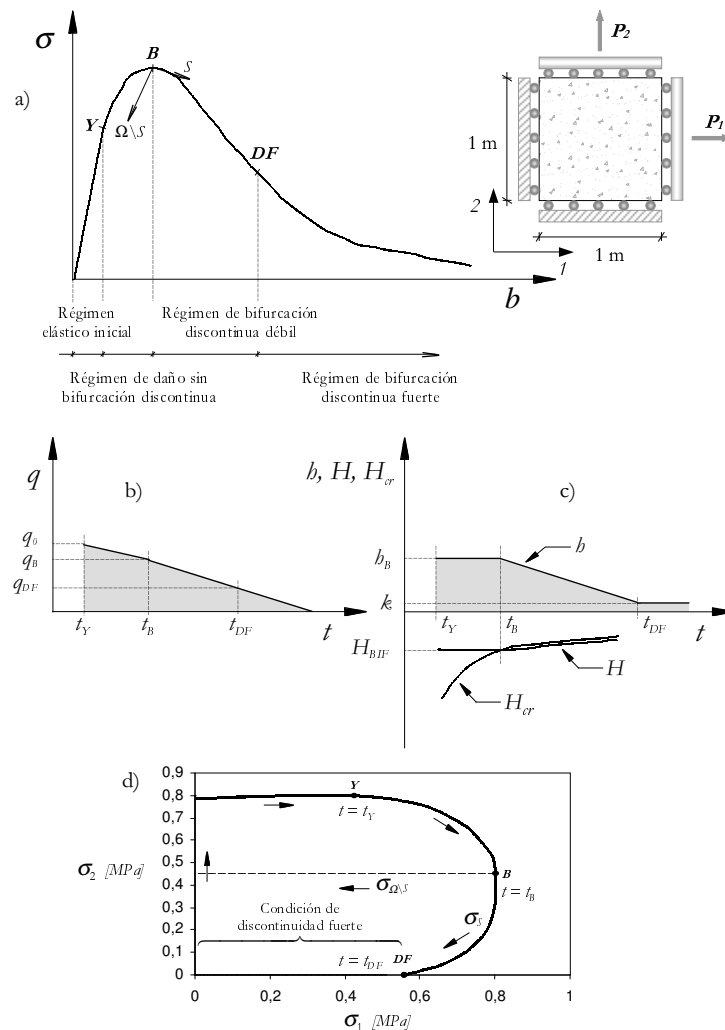 a)
σ
B
S
Y
Ω\S
DF
b
Régimen
elástico inicial
Régimen de bifurcación
discontinua débil
Régimen de daño sin
bifurcación discontinua
Régimen de bifurcación
discontinua fuerte
P2
P1
1 m
2
1
1 m
b)
q
q0
qB
qDF
tY
tB
tDF
t
h, H, Hcr
c)
h
hB
k
tY
tB
tDF
t
HBIF
H
Hcr
d)
0,9
0,8
0,7
0,6
0,5
0,4
0,3
0,2
0,1
0
σ2 [MPa]
Y
t = tY
B
t = tB
σΩ\S
σS
Condición de
discontinuidad fuerte
t = tDF
DF
0
0,2
0,4
0,6
0,8
1
σ1 [MPa]